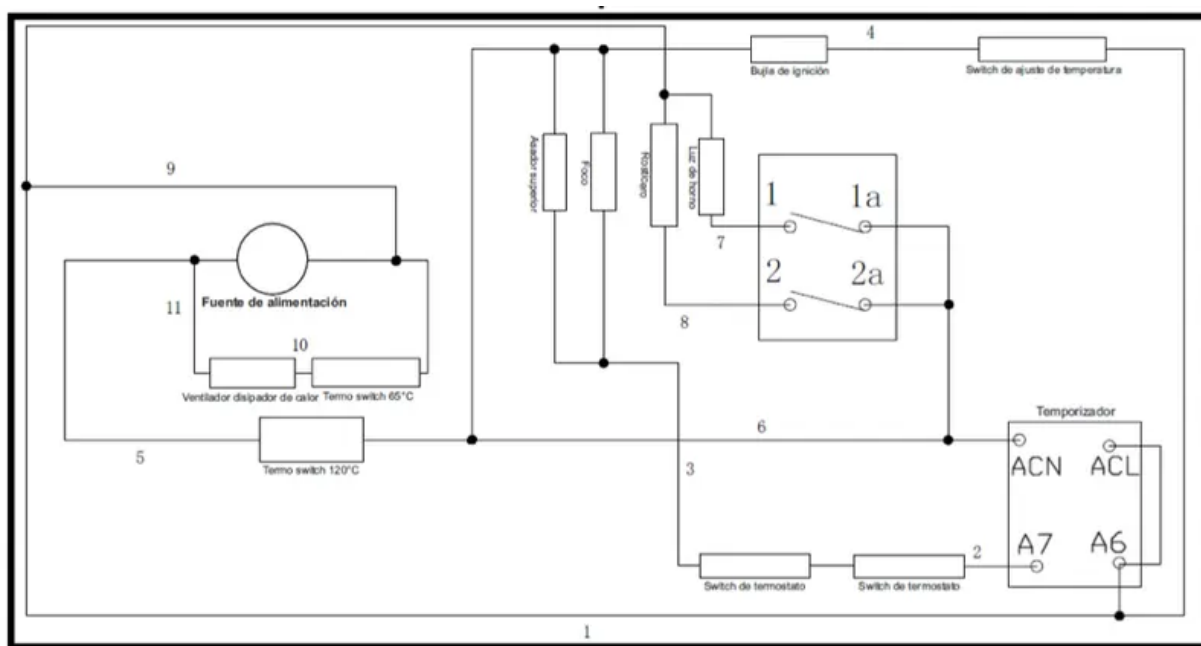 4
Bujia de ignición
Switch de ajuste de temperatura
Asador superior
Foco
Rosticero
Luz de horno
9
1
1a
7
2
2a
8
Fuente de alimentación
11
10
Ventilador disipador de calor
Termo switch 65°C
Temporizador
6
5
Termo switch 120°C
3
ACN
ACL
A7
A6
2
Switch de termostato
Switch de termostato
1